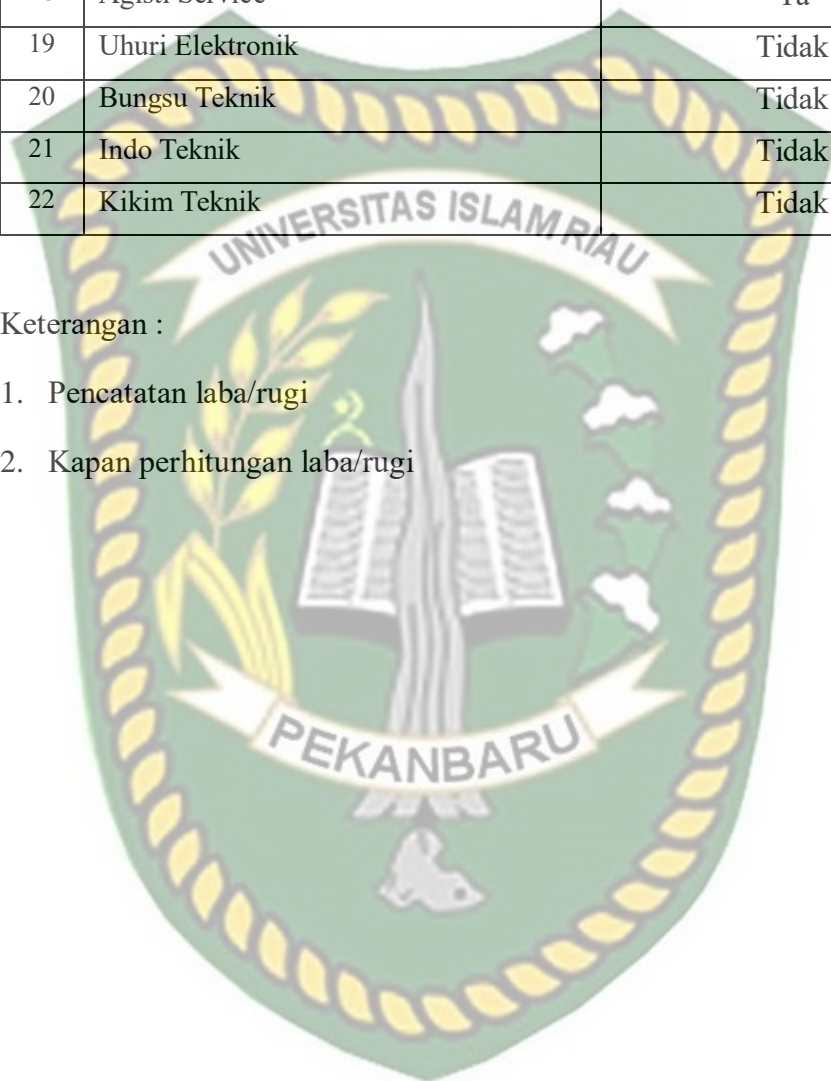 Agisti Service
19 Uhuri Elektronik Tidak
20 Bungsu Teknik Tidak
21 Indo Teknik Tidak
22 Kikim Teknik Tidak
UNIVERSITAS ISLAM RIAU
Keterangan :
1. Pencatatan laba/rugi
2. Kapan perhitungan laba/rugi
PEKANBARU